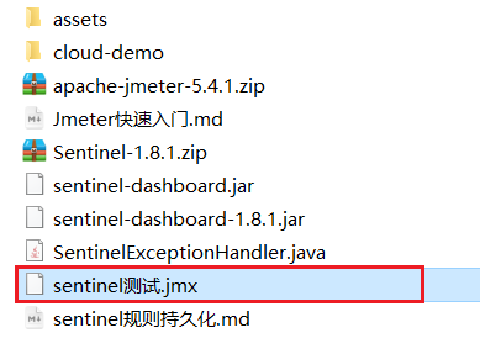 assets
cloud-demo
apache-jmeter-5.4.1.zip
Jmeter快速入门.md
Sentinel-1.8.1.zip
sentinel-dashboard.jar
sentinel-dashboard-1.8.1.jar
SentinelExceptionHandler.java
sentinel测试.jmx
sentinel规则持久化.md